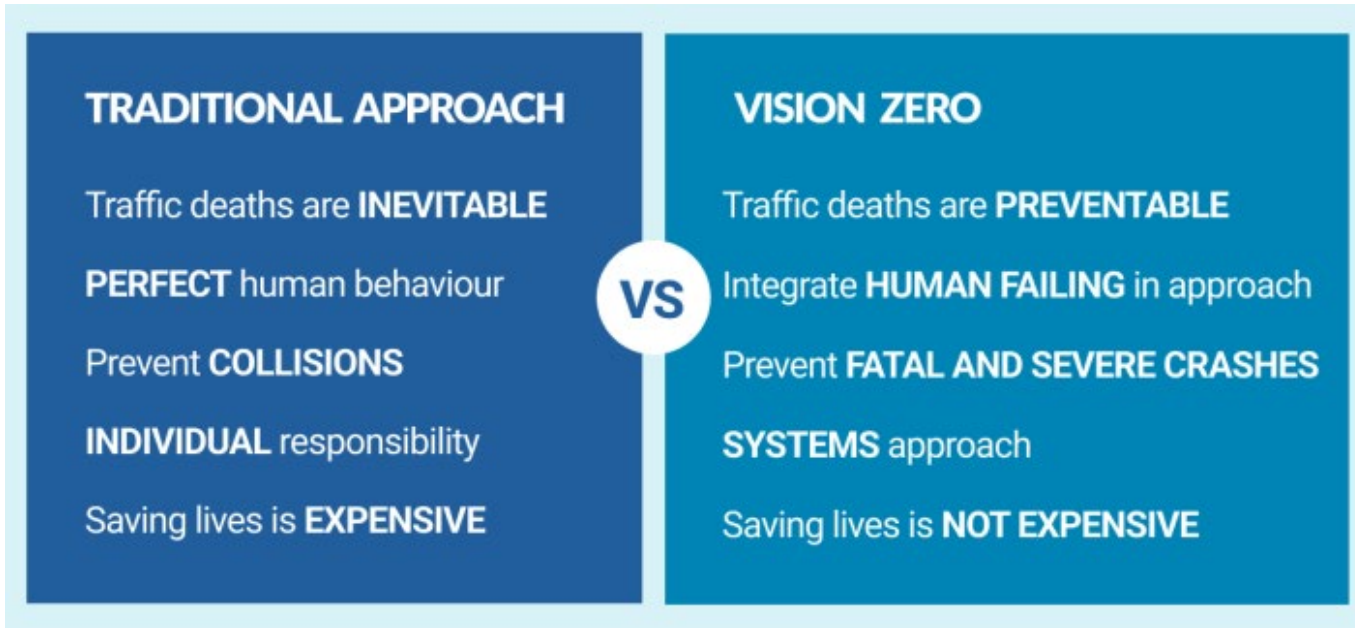 TRADITIONAL APPROACH
Traffic deaths are INEVITABLE
PERFECT human behaviour
Prevent COLLISIONS
INDIVIDUAL responsibility
Saving lives is EXPENSIVE
VS
VISION ZERO
Traffic deaths are PREVENTABLE
Integrate HUMAN FAILING in approach
Prevent FATAL AND SEVERE CRASHES
SYSTEMS approach
Saving lives is NOT EXPENSIVE